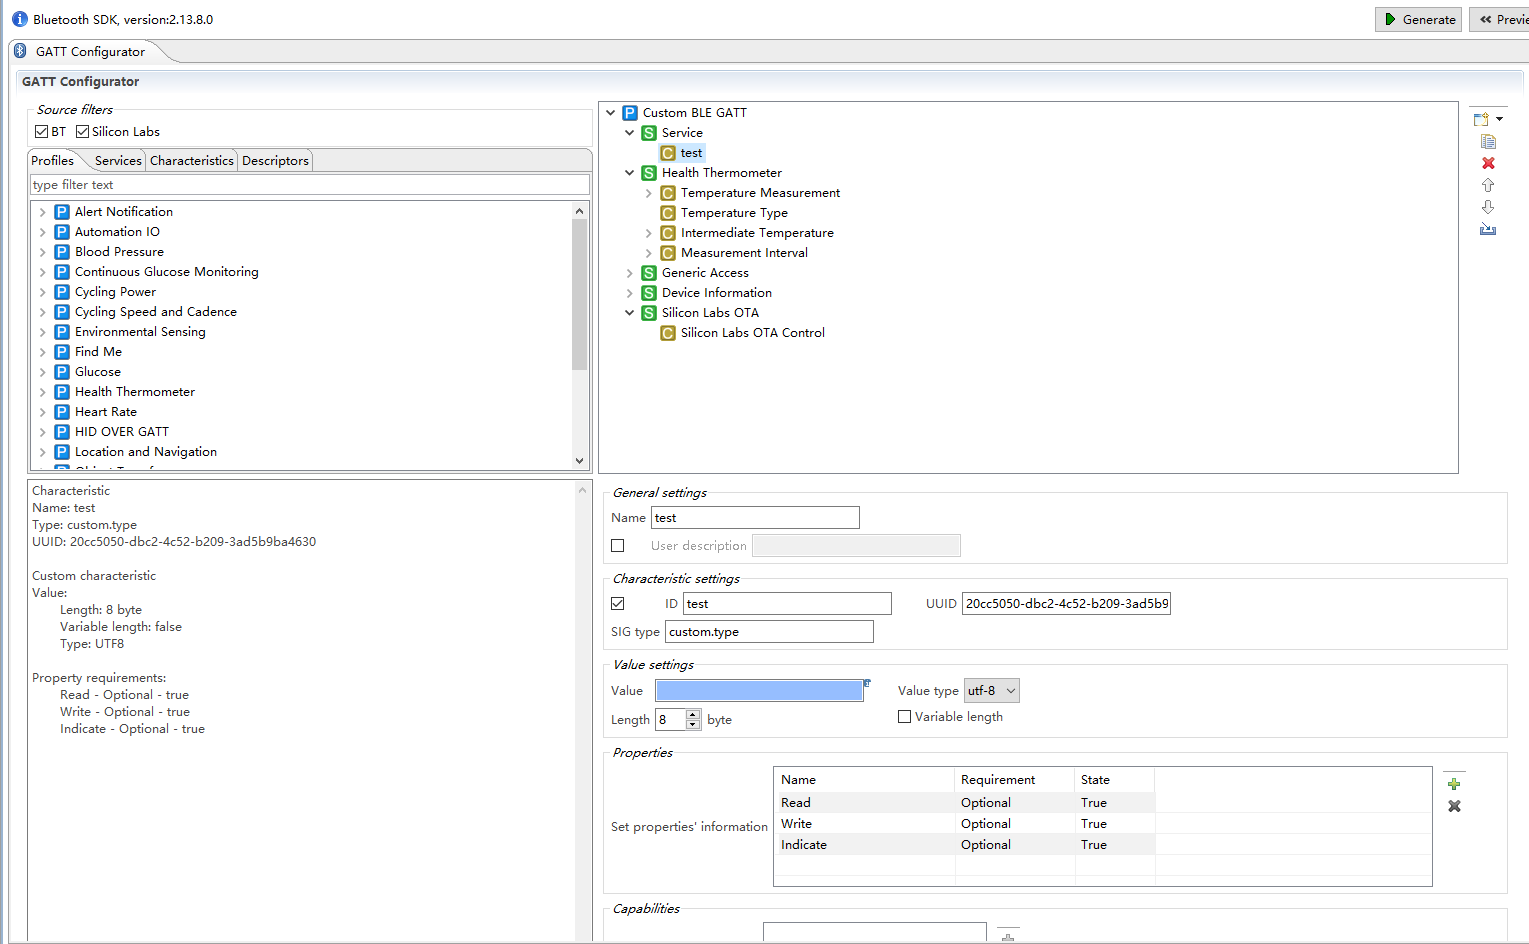 Bluetooth SDK, version:2.13.8.0
Generate
GATT Configurator
GATT Configurator
Source filters
BT
Silicon Labs
Profiles
Services
Characteristics
Descriptors
type filter text
Alert Notification
Automation IO
Blood Pressure
Continuous Glucose Monitoring
Cycling Power
Cycling Speed and Cadence
Environmental Sensing
Find Me
Glucose
Health Thermometer
Heart Rate
HID OVER GATT
Location and Navigation
Custom BLE GATT
Service
test
Health Thermometer
Temperature Measurement
Temperature Type
Intermediate Temperature
Measurement Interval
Generic Access
Device Information
Silicon Labs OTA
Silicon Labs OTA Control
Characteristic
Name: test
Type: custom.type
UUID: 20cc5050-dbc2-4c52-b209-3ad5b9ba4630
Custom characteristic
Value:
Length: 8 byte
Variable length: false
Type: UTF8
Property requirements:
Read - Optional - true
Write - Optional - true
Indicate - Optional - true
General settings
Name test
User description
Characteristic settings
ID test UUID 20cc5050-dbc2-4c52-b209-3ad5b9
SIG type custom.type
Value settings
Value Value type utf-8
Length 8 byte Variable length
Properties
Set properties' information
Name Requirement State
Read Optional True
Write Optional True
Indicate Optional True
Capabilities